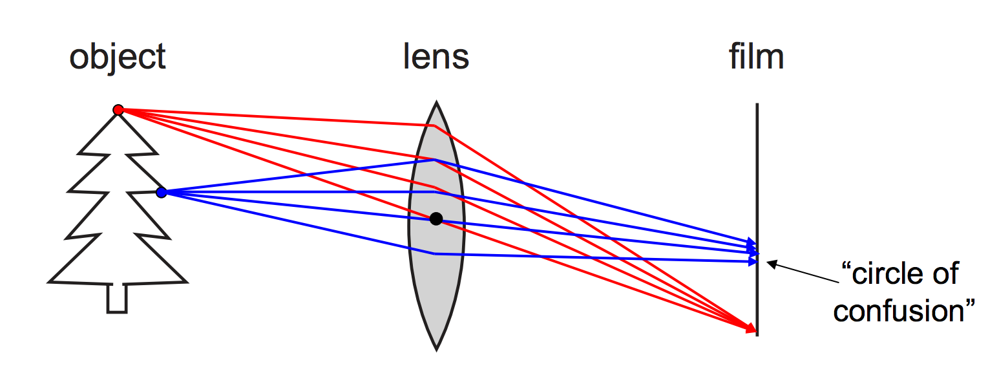 object
lens
film
“circle of
confusion”